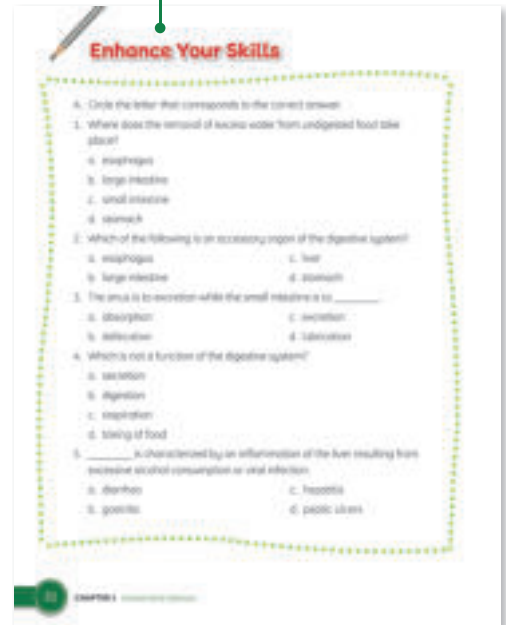 Enhance Your Skills
A. Circle the letter that corresponds to the correct answer.
1. Where does the removal of excess water from undigested food take
place?
a. esophagus
b. large intestine
c. small intestine
d. stomach
2. Which of the following is an accessory organ of the digestive system?
a. esophagus c. liver
b. large intestine d. stomach
3. The anus is to excretion while the small intestine is to ________.
a. absorption c. excretion
b. defecation d. lubrication
4. Which is not a function of the digestive system?
a. secretion
b. digestion
c. respiration
d. mixing of food
5. ________ is characterized by an inflammation of the liver resulting from
excessive alcohol consumption or viral infection.
a. diarrhea c. hepatitis
b. gastritis d. peptic ulcers
CHAPTER